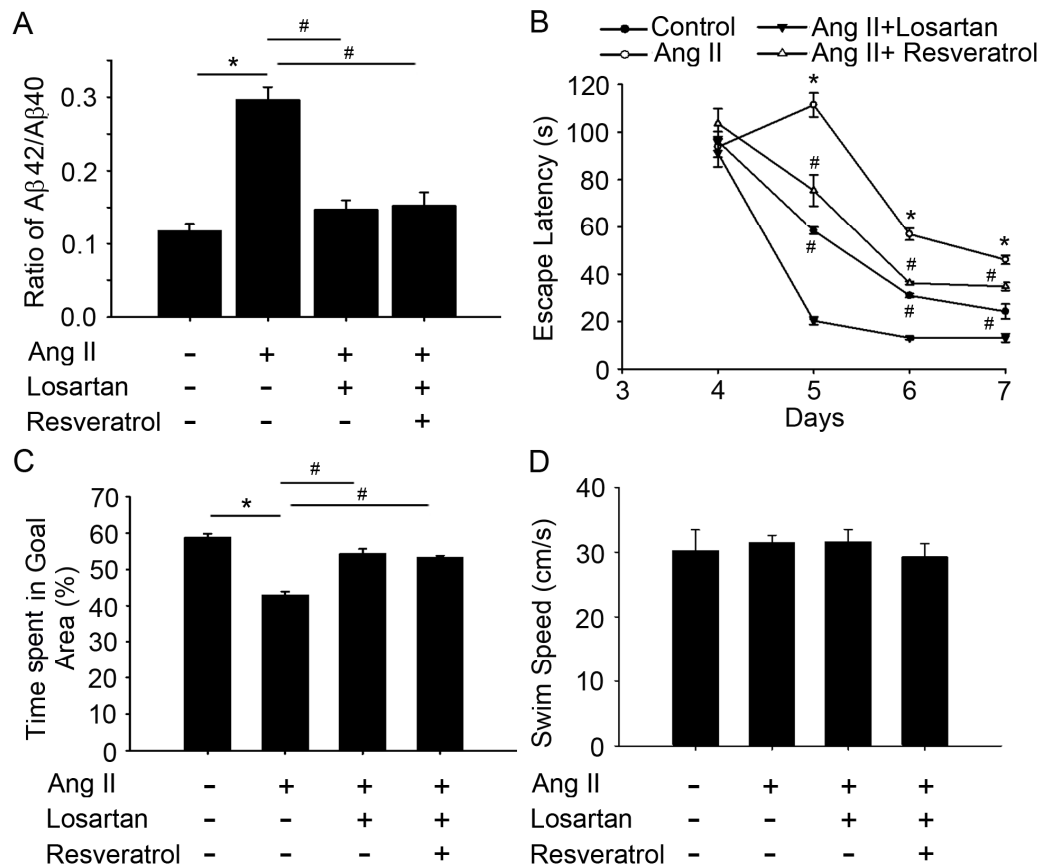 A
# 
* #
Ratio of Aβ42/Aβ40
0.3
0.2
0.1
0.0
Ang II - + + +
Losartan - - + +
Resveratrol - - - +
B
Control Ang II+Losartan
Ang II Ang II+ Resveratrol
Escape Latency (s)
120
100
80
60
40
20
0
* # #
* # #
* # #
3 4 5 6 7
Days
C
#
* #
Time spent in Goal
Area (%)
70
60
50
40
30
20
10
0
Ang II - + + +
Losartan - - + +
Resveratrol - - - +
D
Swim Speed (cm/s)
40
30
20
10
0
Ang II - + + +
Losartan - - + +
Resveratrol - - - +